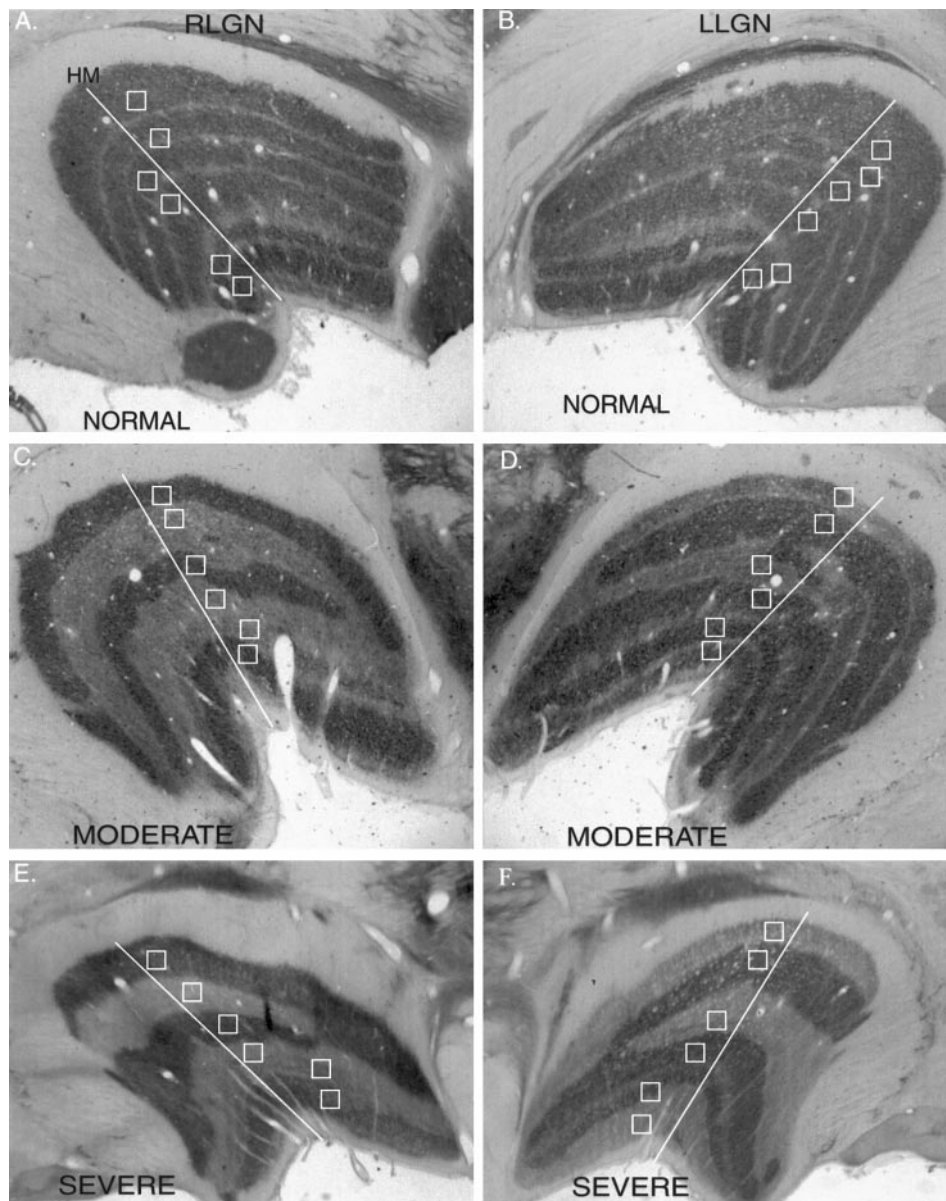 A.
RLGN
HM
NORMAL
B.
LLGN
NORMAL
C.
MODERATE
D.
MODERATE
E.
SEVERE
F.
SEVERE